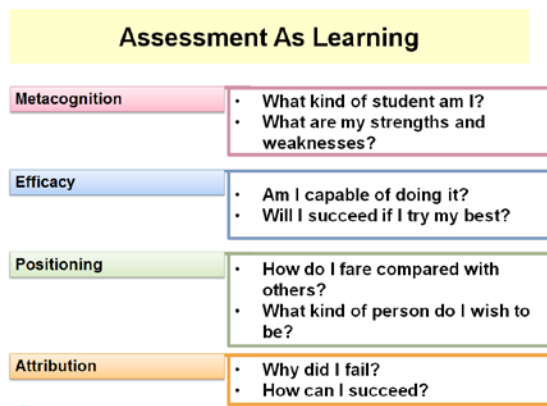 Assessment As Learning
Metacognition
• What kind of student am I?
• What are my strengths and
weaknesses?
Efficacy
• Am I capable of doing it?
• Will I succeed if I try my best?
Positioning
• How do I fare compared with
others?
• What kind of person do I wish to
be?
Attribution
• Why did I fail?
• How can I succeed?